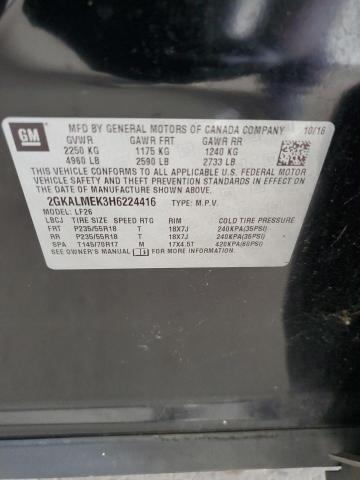 GM
MFD BY GENERAL MOTORS OF CANADA COMPANY 10/16
GVWR GAWR FRT GAWR RR
2250 KG 1175 KG 1240 KG
4960 LB 2590 LB 2733 LB
THIS VEHICLE CONFORMS TO ALL APPLICABLE U.S. FEDERAL MOTOR
VEHICLE SAFETY AND THEFT PREVENTION STANDARDS IN EFFECT ON
THE DATE OF MANUFACTURE SHOWN ABOVE.
2GKALMEK3H6224416 TYPE: M.P.V.
MODEL: LF26
LBCJ TIRE SIZE SPEED RTG RIM COLD TIRE PRESSURE
FRT P235/55R18 T 18X7J 240KPA(35PSI)
RR P235/55R18 T 18X7J 240KPA(35PSI)
SPA T145/70R17 M 17X4.5T 420KPA(60PSI)
SEE OWNER'S MANUAL FOR ADDITIONAL INFORMATION